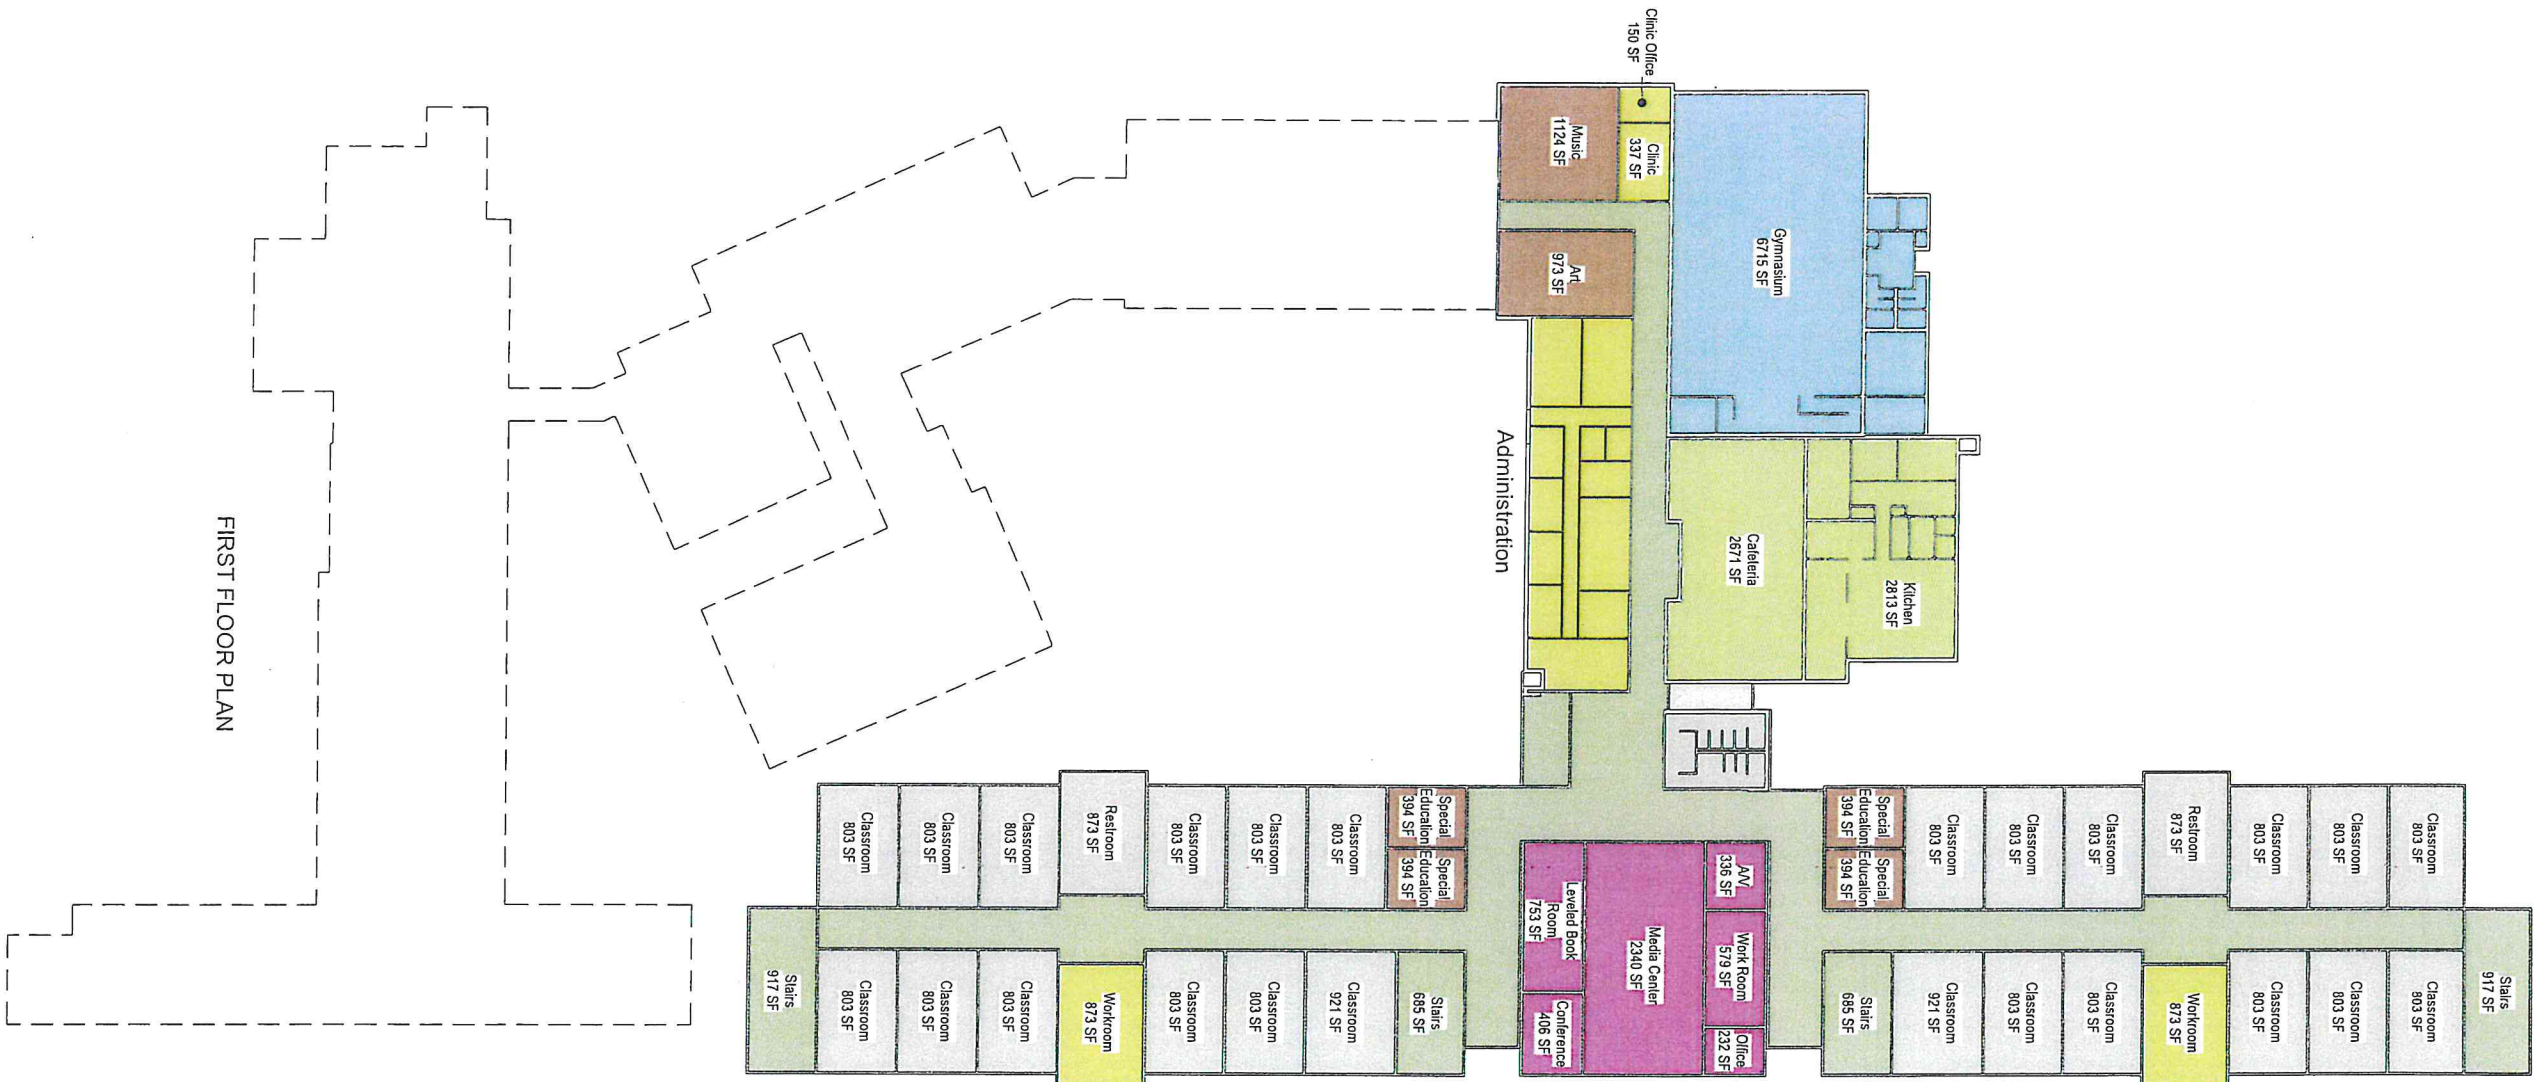 Clinic Office
150 SF
Music
1124 SF
Clinic
337 SF
Gymnasium
6715 SF
Art
973 SF
Administration
Cafeteria
2671 SF
Kitchen
2813 SF
FIRST FLOOR PLAN
Classroom
803 SF
Classroom
803 SF
Classroom
803 SF
Restroom
873 SF
Classroom
803 SF
Classroom
803 SF
Classroom
803 SF
Special
Education
394 SF
Special
Education
394 SF
Special
Education
394 SF
Special
Education
394 SF
Classroom
803 SF
Classroom
803 SF
Classroom
803 SF
Restroom
873 SF
Classroom
803 SF
Classroom
803 SF
Classroom
803 SF
A/V
336 SF
Leveled Book
Room
753 SF
Media Center
2340 SF
Work Room
579 SF
Conference
406 SF
Office
232 SF
Stairs
917 SF
Classroom
803 SF
Classroom
803 SF
Classroom
803 SF
Workroom
873 SF
Classroom
803 SF
Classroom
803 SF
Classroom
921 SF
Stairs
685 SF
Stairs
685 SF
Classroom
921 SF
Classroom
803 SF
Classroom
803 SF
Workroom
873 SF
Classroom
803 SF
Classroom
803 SF
Classroom
803 SF
Stairs
917 SF